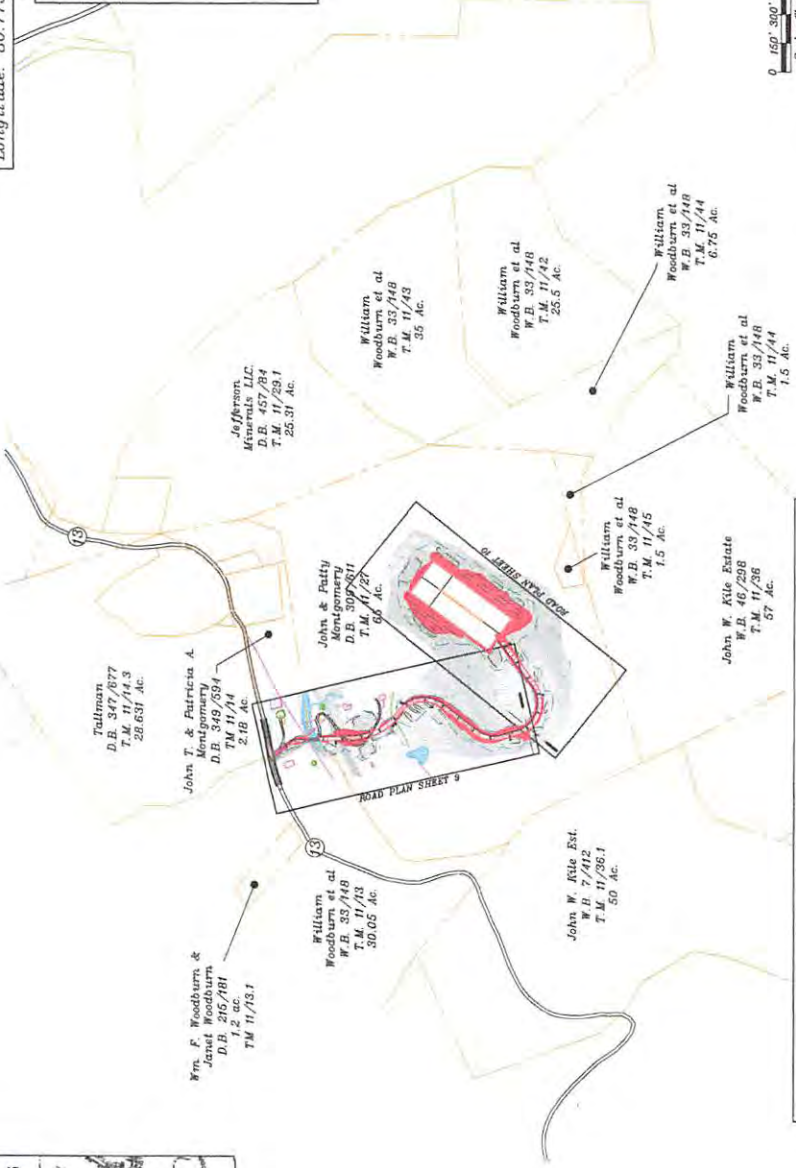 Tallman
D.B. 347/677
T.M. 11/14.3
28.631 Ac.
John T. & Patricia A.
Montgomery
D.B. 349/594
TM 11/14
2.18 Ac.
Wm. F. Woodburn &
Janet Woodburn
D.B. 215/181
1.2 ac.
TM 11/13.1
William
Woodburn et al
W.B. 33/148
T.M. 11/13
30.05 Ac.
13
13
Jefferson
Minerals LLC.
D.B. 457/84
T.M. 11/29.1
25.31 Ac.
William
Woodburn et al
W.B. 33/148
T.M. 11/43
35 Ac.
William
Woodburn et al
W.B. 33/148
T.M. 11/42
25.5 Ac.
John & Patty
Montgomery
D.B. 309/611
T.M. 11/27
Ac.
ROAD PLAN SHEET 9
ROAD PLAN SHEET 10
William
Woodburn et al
W.B. 33/148
T.M. 11/44
6.75 Ac.
William
Woodburn et al
W.B. 33/148
T.M. 11/44
1.5 Ac.
William
Woodburn et al
W.B. 33/148
T.M. 11/45
1.5 Ac.
John W. Kile Estate
W.B. 46/298
T.M. 11/36
57 Ac.
John W. Kile Est.
W.B. 7/412
T.M. 11/36.1
50 Ac.
0 150' 300'